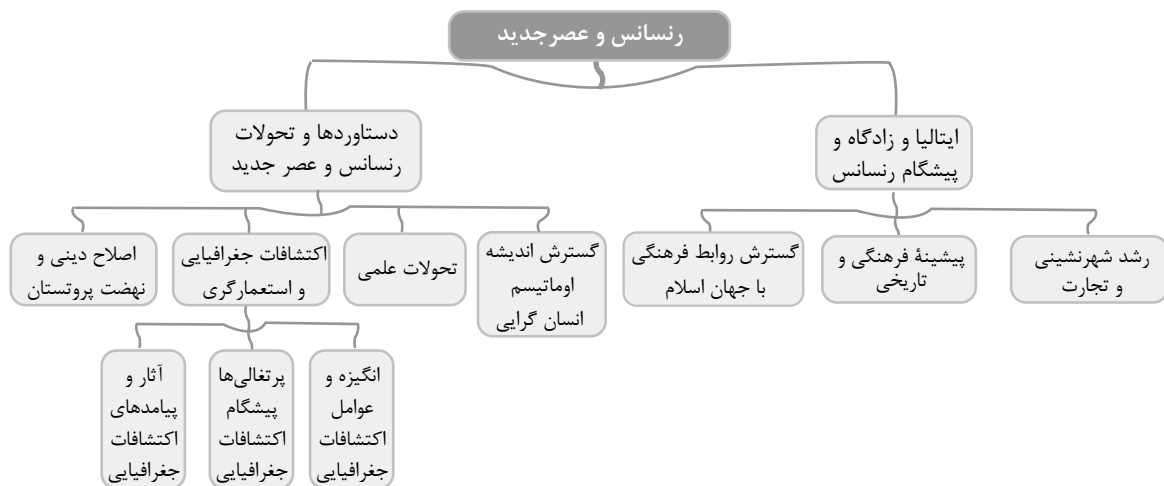 رنسانس و عصرجدید
ایتالیا و زادگاه و
پیشگام رنسانس
دستاوردها و تحولات
رنسانس و عصر جدید
رشد شهرنشینی
و تجارت
پیشینهٔ فرهنگی و
تاریخی
گسترش روابط فرهنگی
با جهان اسلام
گسترش اندیشه
اوماتیسم
انسان گرایی
تحولات علمی
اکتشافات جغرافیایی
و استعمارگری
اصلاح دینی و
نهضت پروتستان
انگیزه و
عوامل
اکتشافات
جغرافیایی
پرتغالی‌ها
پیشگام
اکتشافات
جغرافیایی
آثار و
پیامدهای
اکتشافات
جغرافیایی